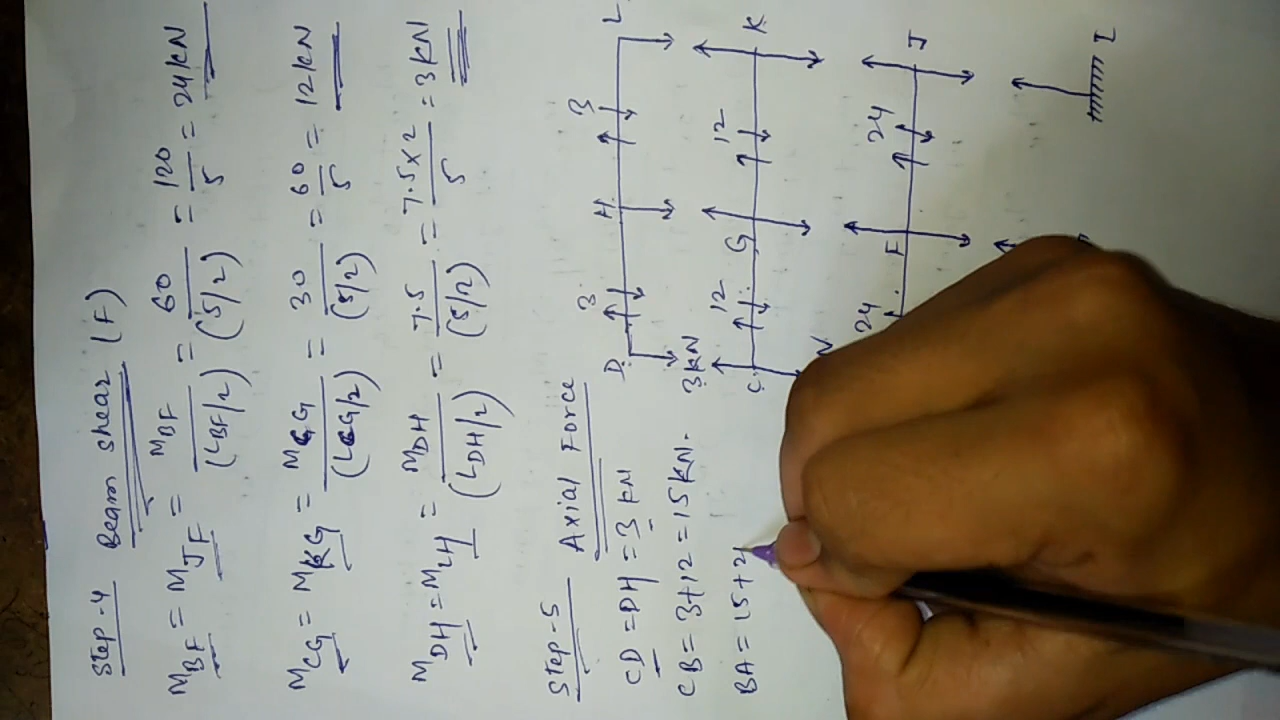 Step-4 Beam shear (F)
M_BF = M_JF = M_BF / (L_BF/2) = 60 / (5/2) = 120 / 5 = 24kN
M_CG = M_KG = M_CG / (L_CG/2) = 30 / (5/2) = 60 / 5 = 12kN
M_DH = M_LH = M_DH / (L_DH/2) = 7.5 / (5/2) = 7.5 x 2 / 5 = 3kN
Step-5 Axial Force
CD = DH = 3 kN
CB = 3+12 = 15kN.
BA = 15+2
D 3 H 3 L
3kN
C 12 G 12 K
N
24 F 24 J
I